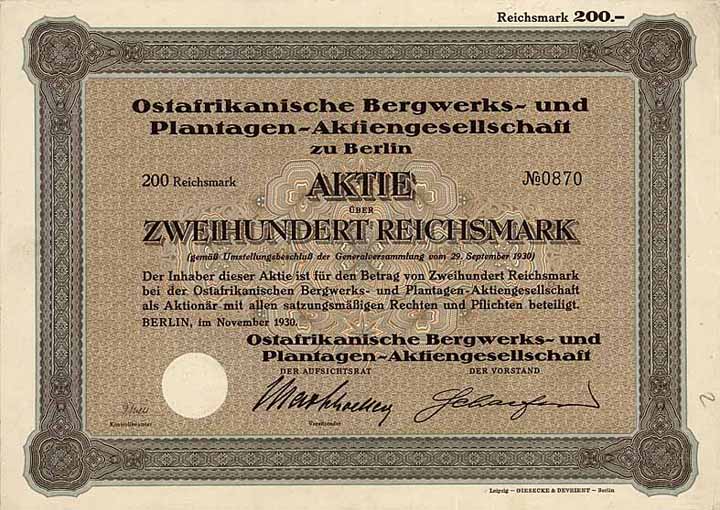 Reichsmark 200.–
Ostafrikanische Bergwerks- und
Plantagen-Aktiengesellschaft
zu Berlin
200 Reichsmark AKTIE №0870
ÜBER
ZWEIHUNDERT REICHSMARK
(gemäß Umstellungsbeschluß der Generalversammlung vom 29. September 1930)
Der Inhaber dieser Aktie ist für den Betrag von Zweihundert Reichsmark
bei der Ostafrikanischen Bergwerks- und Plantagen-Aktiengesellschaft
als Aktionär mit allen satzungsmäßigen Rechten und Pflichten beteiligt.
BERLIN, im November 1930.
Ostafrikanische Bergwerks- und
Plantagen-Aktiengesellschaft
DER AUFSICHTSRAT DER VORSTAND
Kontrollbeamter Vorsitzender
Leipzig — GIESECKE & DEVRIENT — Berlin